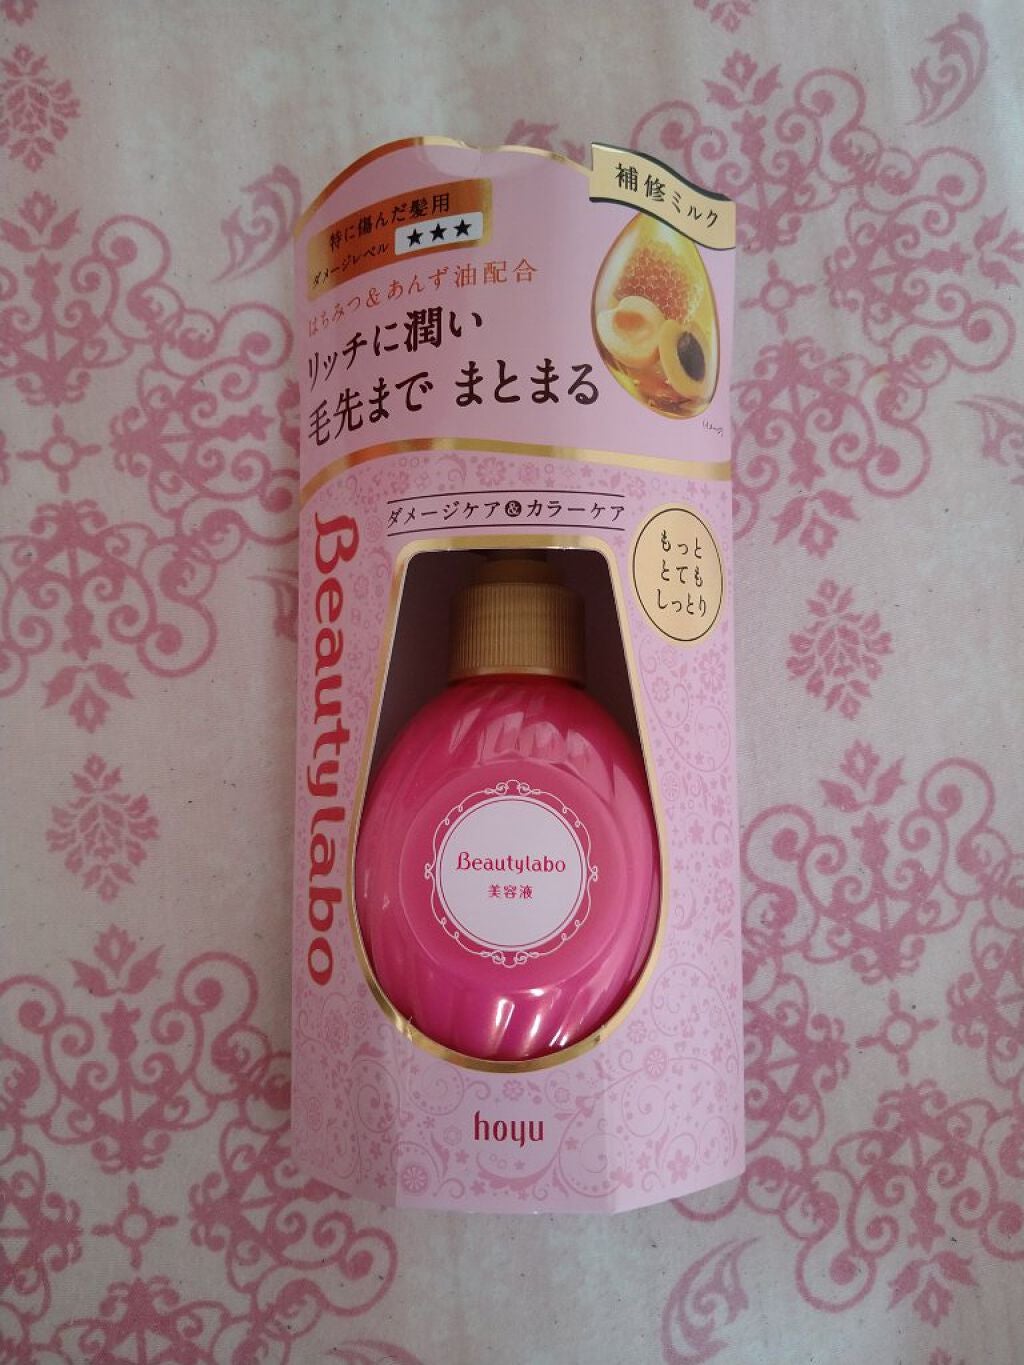 補修ミルク
特に傷んだ髪用
ダメージレベル ★★★
はちみつ&あんず油配合
リッチに潤い
毛先まで まとまる
ダメージケア&カラーケア
もっと
とても
しっとり
Beautylabo
Beautylabo
美容液
hoyu